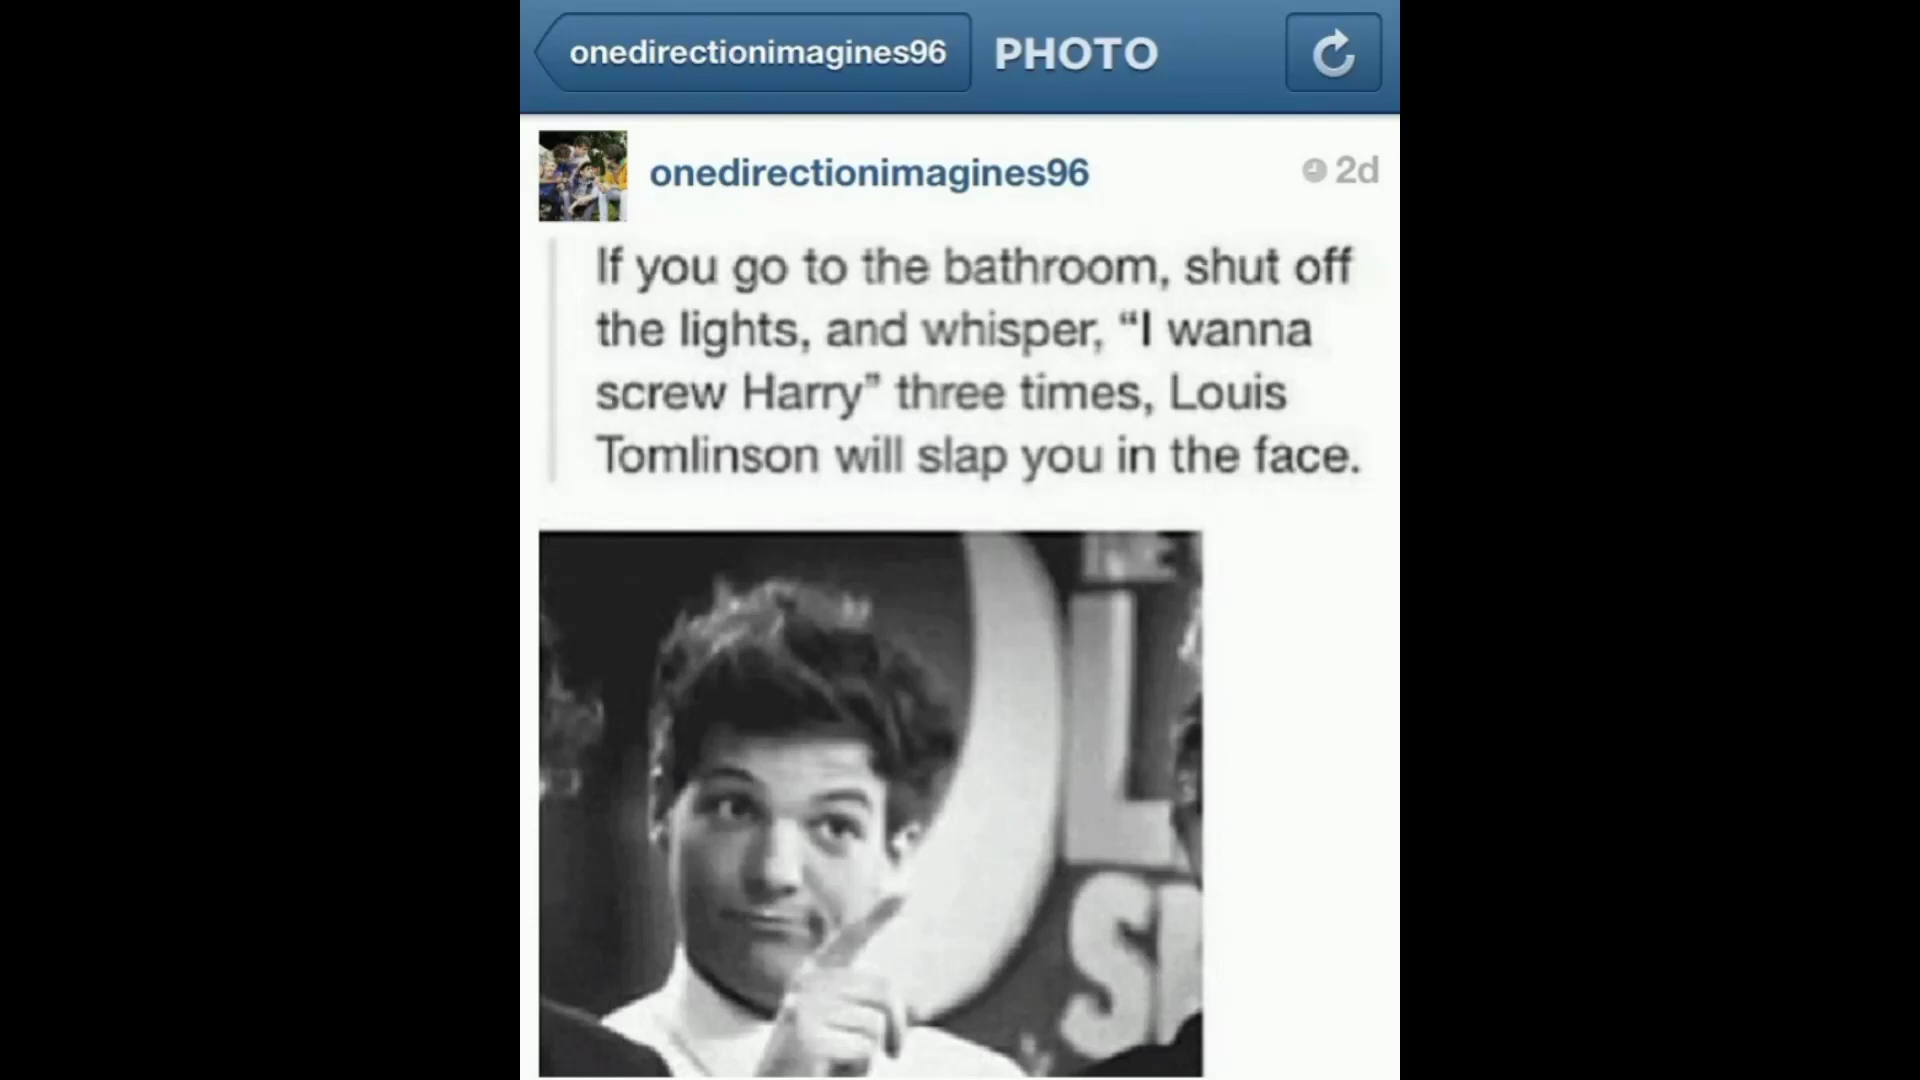 onedirectionimagines96 PHOTO
onedirectionimagines96 2d
If you go to the bathroom, shut off
the lights, and whisper, “I wanna
screw Harry” three times, Louis
Tomlinson will slap you in the face.